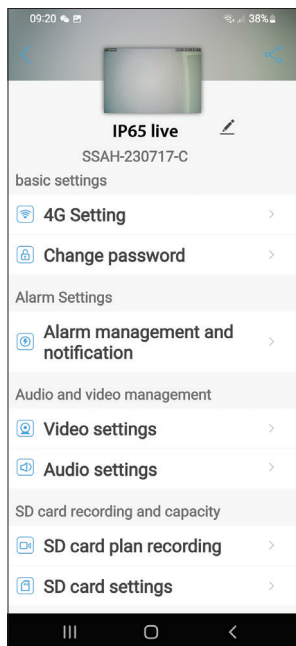 09:20 38%
IP65 live
SSAH-230717-C
basic settings
4G Setting
Change password
Alarm Settings
Alarm management and
notification
Audio and video management
Video settings
Audio settings
SD card recording and capacity
SD card plan recording
SD card settings